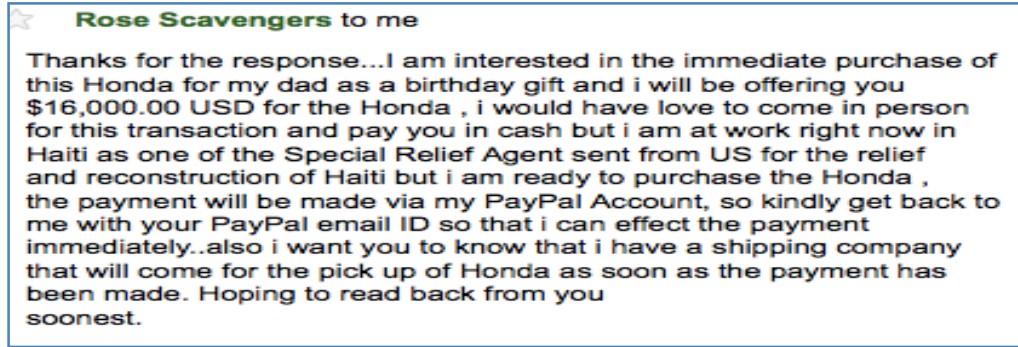 Rose Scavengers to me
Thanks for the response...I am interested in the immediate purchase of
this Honda for my dad as a birthday gift and i will be offering you
$16,000.00 USD for the Honda , i would have love to come in person
for this transaction and pay you in cash but i am at work right now in
Haiti as one of the Special Relief Agent sent from US for the relief
and reconstruction of Haiti but i am ready to purchase the Honda ,
the payment will be made via my PayPal Account, so kindly get back to
me with your PayPal email ID so that i can effect the payment
immediately..also i want you to know that i have a shipping company
that will come for the pick up of Honda as soon as the payment has
been made. Hoping to read back from you
soonest.